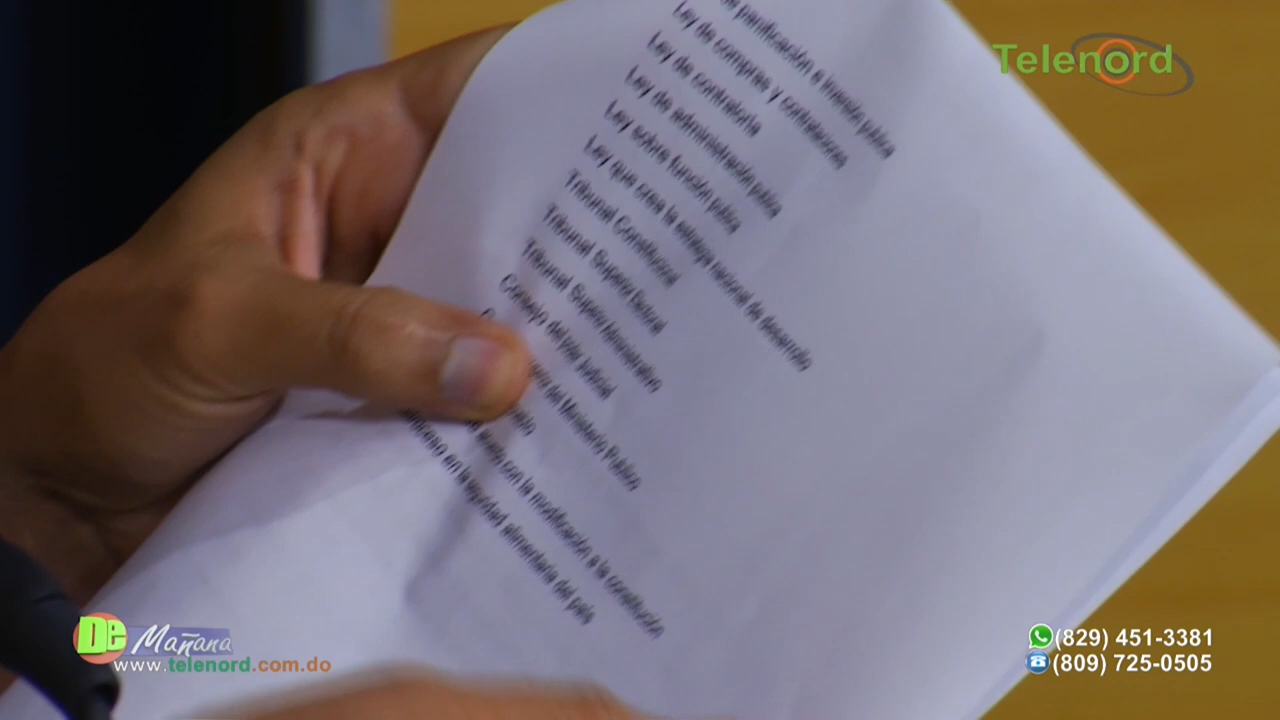 planificación e inversión pública
Ley de compras y contrataciones
Ley de contraloría
Ley de administración pública
Ley sobre función pública
Ley que crea la estrategia nacional de desarrollo
Tribunal Constitucional
Tribunal Superior Electoral
Tribunal Superior Administrativo
Consejo del Poder Judicial
del Ministerio Público
con la modificación a la constitución
en la seguridad alimentaria del país
Telenord
De Mañana
www.telenord.com.do
(829) 451-3381
(809) 725-0505